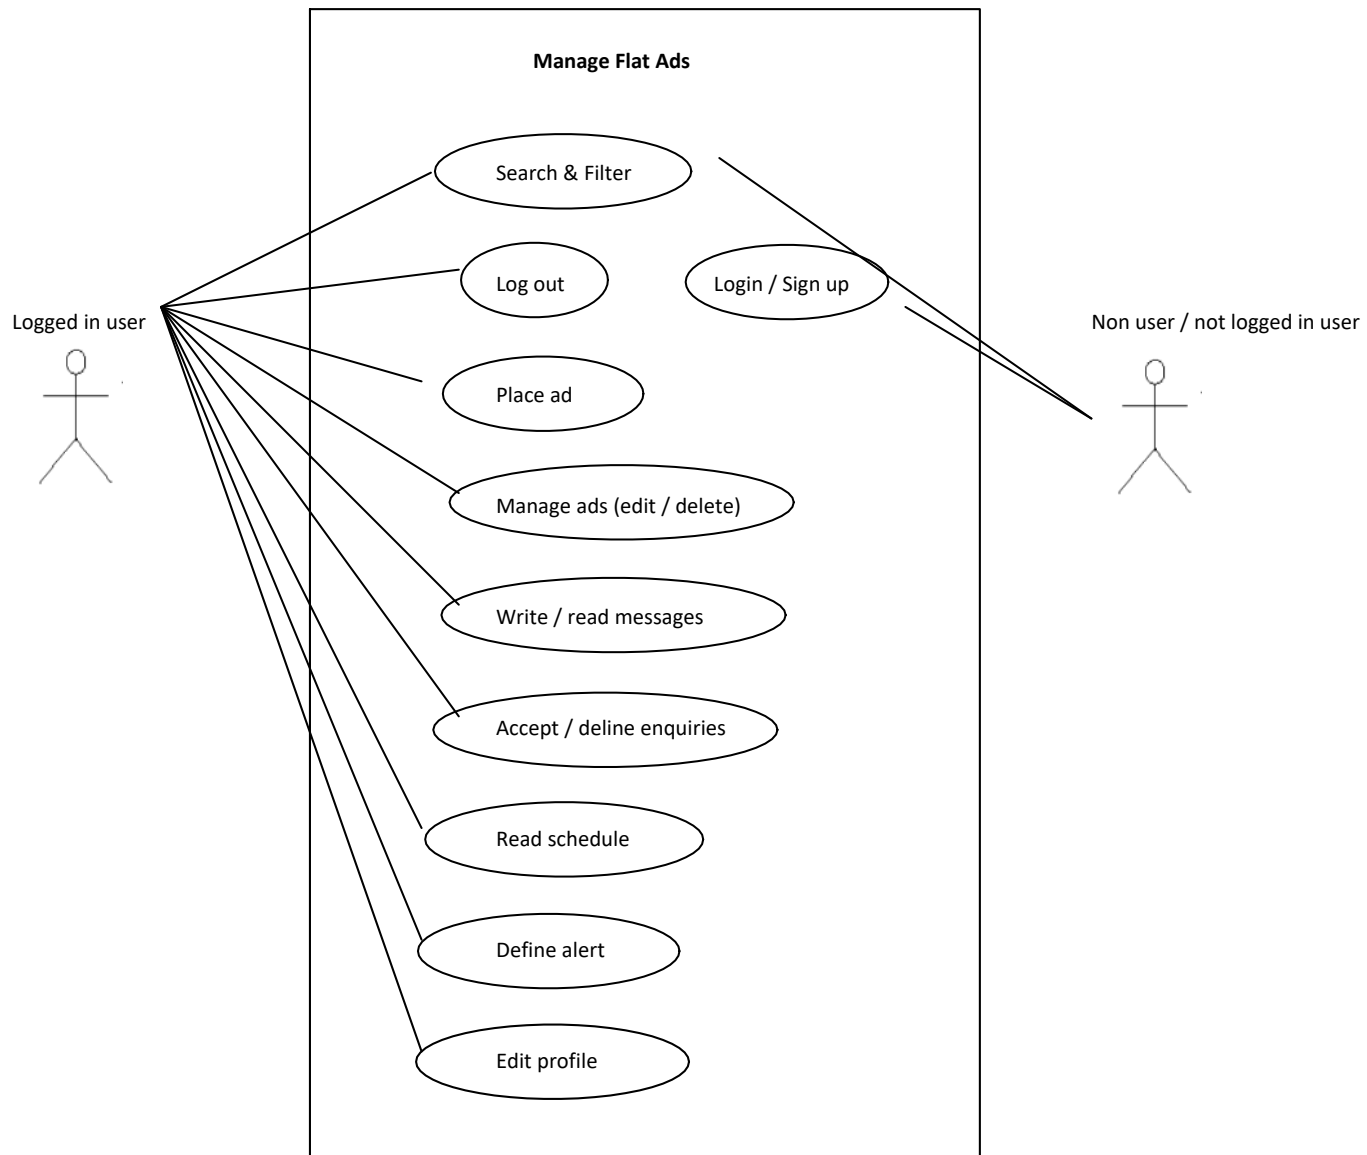 Manage Flat Ads
Search & Filter
Log out
Login / Sign up
Logged in user
Non user / not logged in user
Place ad
Manage ads (edit / delete)
Write / read messages
Accept / deline enquiries
Read schedule
Define alert
Edit profile